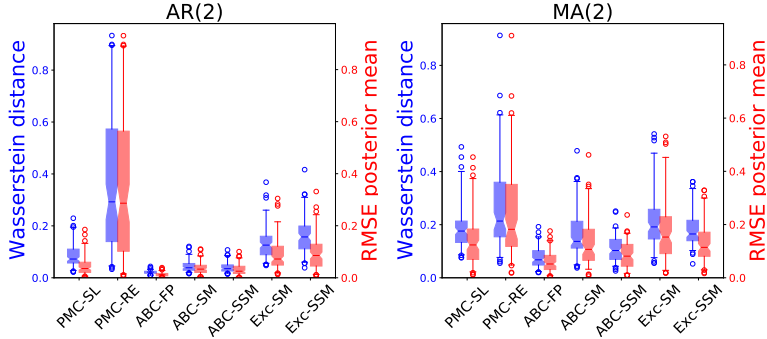 AR(2)
MA(2)
Wasserstein distance
0.8
0.6
0.4
0.2
0.0
0.8
0.6
0.4
0.2
0.0
RMSE posterior mean
Wasserstein distance
0.8
0.6
0.4
0.2
0.0
0.8
0.6
0.4
0.2
0.0
RMSE posterior mean
PMC-SL
PMC-RE
ABC-FP
ABC-SM
ABC-SSM
Exc-SM
Exc-SSM
PMC-SL
PMC-RE
ABC-FP
ABC-SM
ABC-SSM
Exc-SM
Exc-SSM